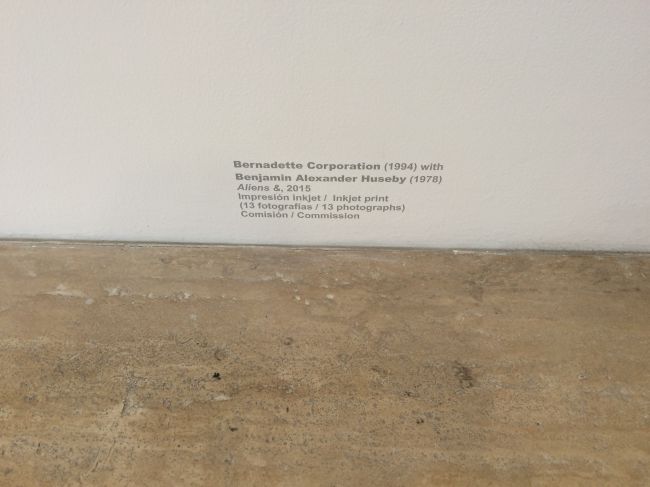 Bernadette Corporation (1994) with
Benjamin Alexander Huseby (1978)
Aliens &, 2015
Impresión inkjet / Inkjet print
(13 fotografías / 13 photographs)
Comisión / Commission